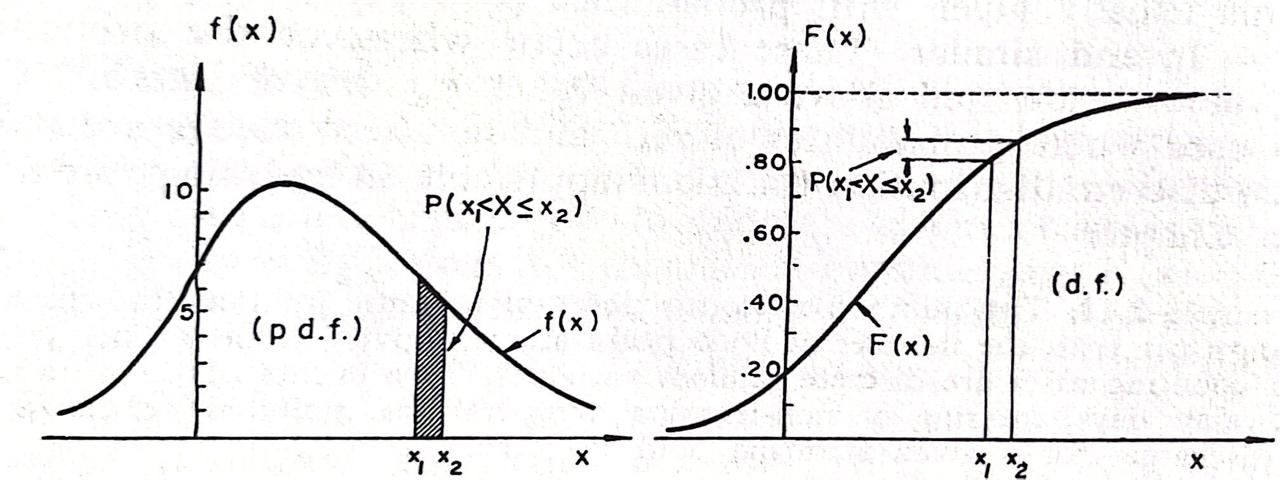 f(x)
10
5
P(x₁<X≤x₂)
(p d.f.)
f(x)
x₁ x₂ x
F(x)
1.00
.80
P(x₁<X≤x₂)
.60
.40
.20
(d.f.)
F(x)
x₁ x₂ x